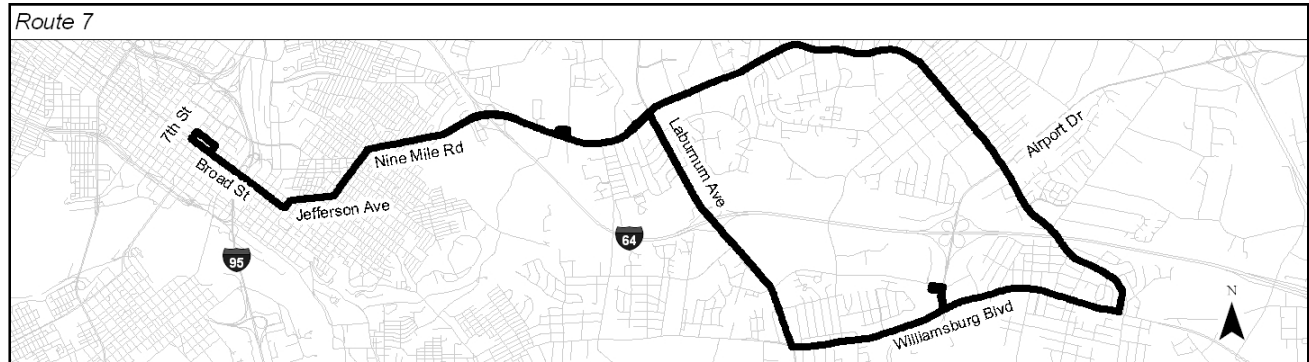 Route 7
7th St
Broad St
Jefferson Ave
Nine Mile Rd
Laburnum Ave
Airport Dr
Williamsburg Blvd
95
64
N